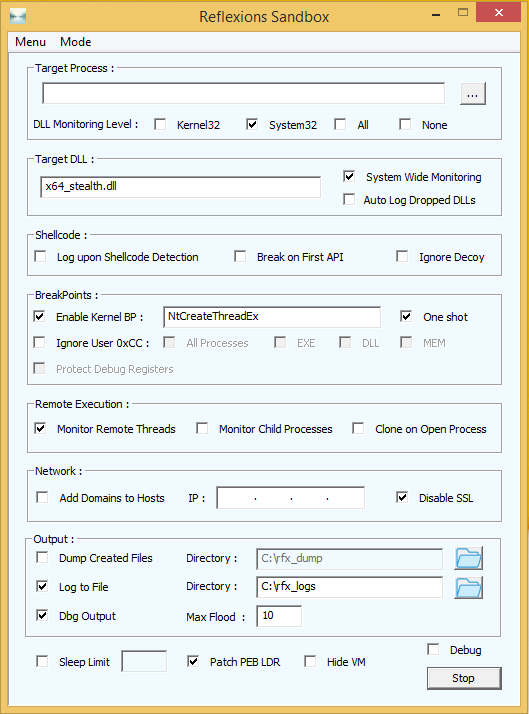 Reflexions Sandbox
Menu Mode
Target Process :
...
DLL Monitoring Level : Kernel32 System32 All None
Target DLL :
x64_stealth.dll
System Wide Monitoring
Auto Log Dropped DLLs
Shellcode :
Log upon Shellcode Detection Break on First API Ignore Decoy
BreakPoints :
Enable Kernel BP : NtCreateThreadEx One shot
Ignore User 0xCC : All Processes EXE DLL MEM
Protect Debug Registers
Remote Execution :
Monitor Remote Threads Monitor Child Processes Clone on Open Process
Network :
Add Domains to Hosts IP : . . . Disable SSL
Output :
Dump Created Files Directory : C:\rfx_dump
Log to File Directory : C:\rfx_logs
Dbg Output Max Flood : 10
Sleep Limit Patch PEB LDR Hide VM
Debug
Stop